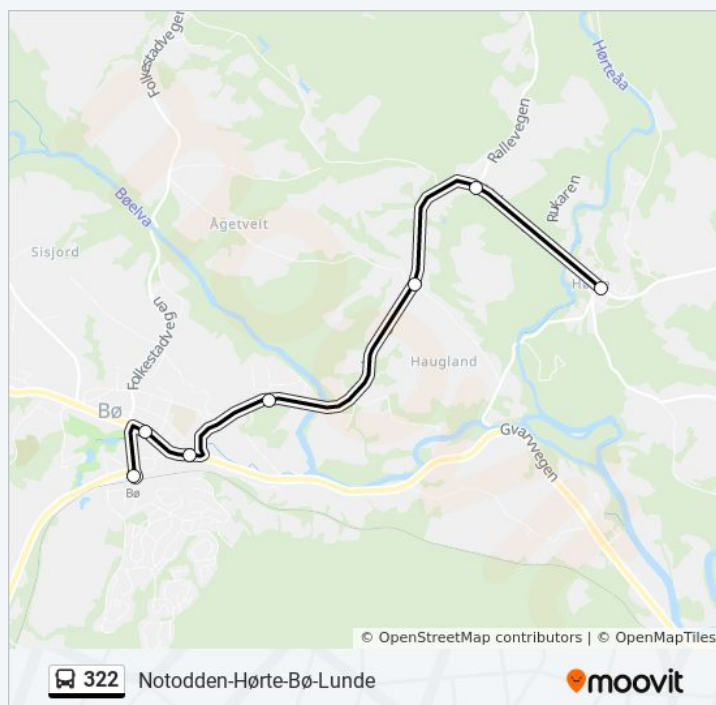 Folkestadvegen
Hørteåa
Rallevegen
Bøelva
Rukaren
Ågetveit
Sisjord
Hø
Folkestadvegen
Haugland
Bø
Gvarvvegen
Bø
© OpenStreetMap contributors | © OpenMapTiles
322 Notodden-Hørte-Bø-Lunde
moovit